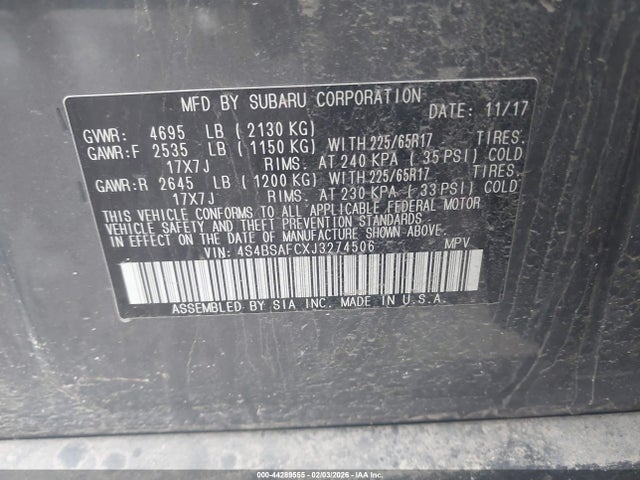 MFD BY SUBARU CORPORATION DATE: 11/17
GVWR: 4695 LB (2130 KG)
GAWR:F 2535 LB (1150 KG) WITH 225/65R17 TIRES.
17X7J RIMS. AT 240 KPA (35 PSI) COLD
GAWR:R 2645 LB (1200 KG) WITH 225/65R17 TIRES.
17X7J RIMS. AT 230 KPA (33 PSI) COLD
THIS VEHICLE CONFORMS TO ALL APPLICABLE FEDERAL MOTOR
VEHICLE SAFETY AND THEFT PREVENTION STANDARDS
IN EFFECT ON THE DATE OF MANUFACTURE SHOWN ABOVE.
VIN: 4S4BSAFCXJ3274506 MPV
ASSEMBLED BY SIA INC. MADE IN U.S.A.
000-44289555 - 02/03/2026 - IAA Inc.